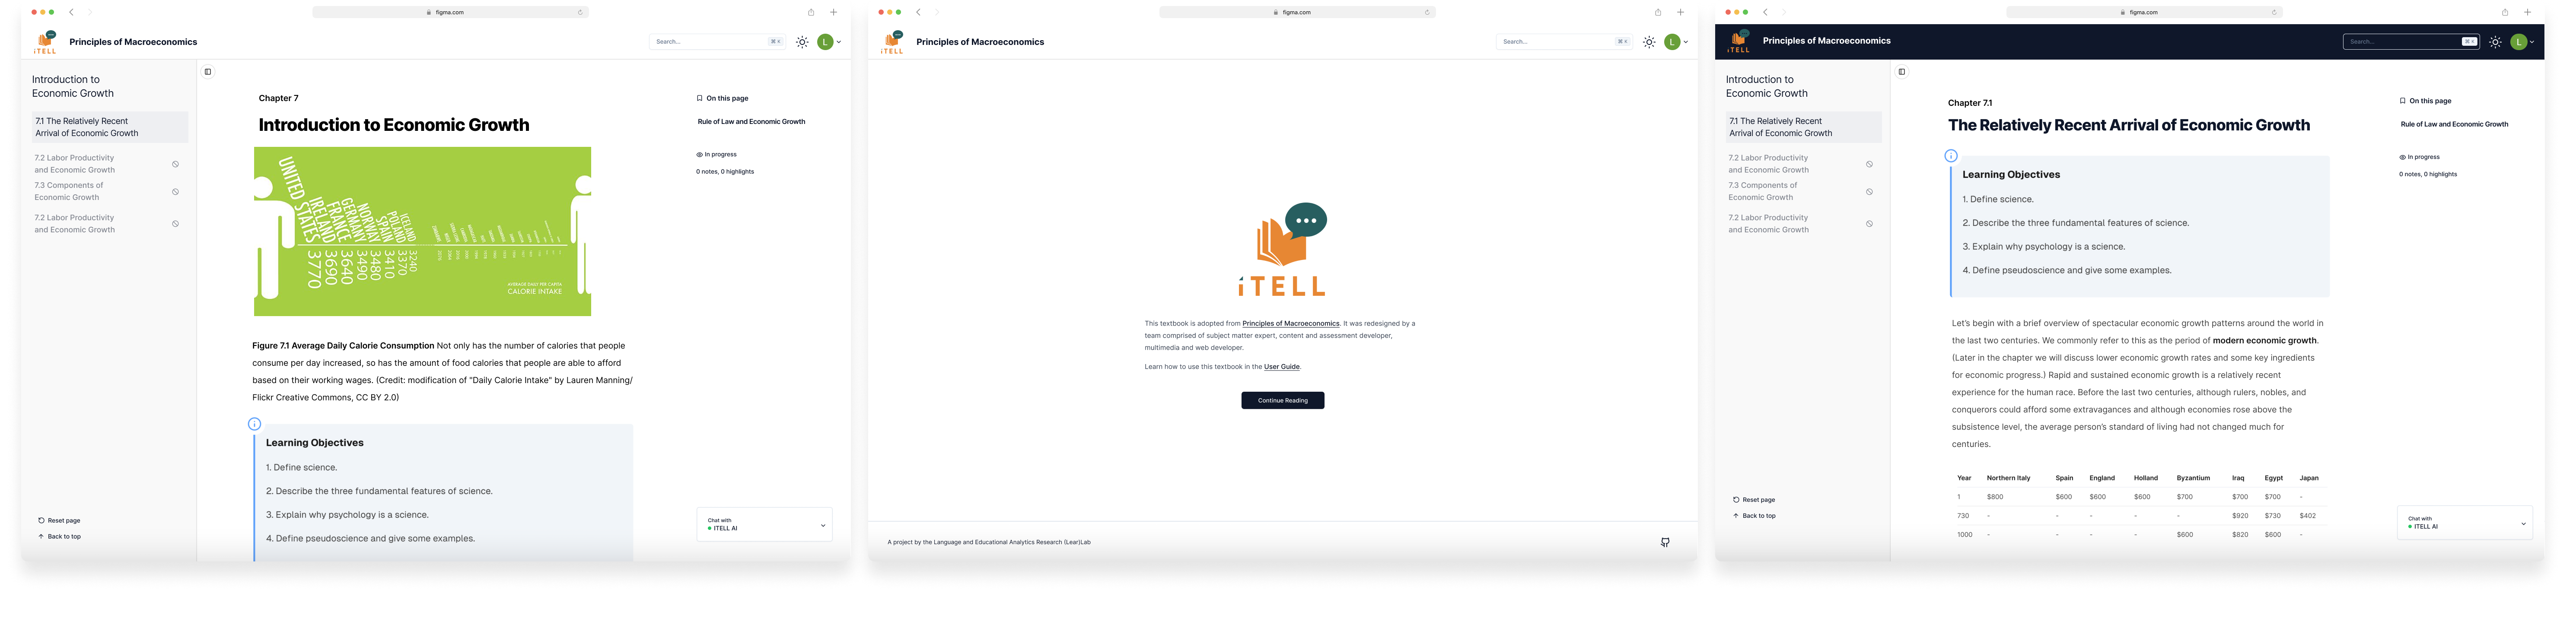 figma.com
iTELL
Principles of Macroeconomics
Search...
⌘ K
L
Introduction to
Economic Growth
7.1 The Relatively Recent
Arrival of Economic Growth
7.2 Labor Productivity
and Economic Growth
7.3 Components of
Economic Growth
7.2 Labor Productivity
and Economic Growth
Reset page
Back to top
Chapter 7
Introduction to Economic Growth
UNITED STATES 3770
IRELAND 3690
FRANCE 3640
GERMANY 3490
NORWAY 3480
SPAIN 3410
POLAND 3370
ICELAND 3240
AVERAGE DAILY PER CAPITA
CALORIE INTAKE
Figure 7.1 Average Daily Calorie Consumption Not only has the number of calories that people
consume per day increased, so has the amount of food calories that people are able to afford
based on their working wages. (Credit: modification of "Daily Calorie Intake" by Lauren Manning/
Flickr Creative Commons, CC BY 2.0)
Learning Objectives
1. Define science.
2. Describe the three fundamental features of science.
3. Explain why psychology is a science.
4. Define pseudoscience and give some examples.
On this page
Rule of Law and Economic Growth
In progress
0 notes, 0 highlights
Chat with
ITELL AI
figma.com
iTELL
Principles of Macroeconomics
Search...
⌘ K
L
iTELL
This textbook is adopted from Principles of Macroeconomics. It was redesigned by a
team comprised of subject matter expert, content and assessment developer,
multimedia and web developer.
Learn how to use this textbook in the User Guide.
Continue Reading
A project by the Language and Educational Analytics Research (Lear)Lab
figma.com
iTELL
Principles of Macroeconomics
Search...
⌘ K
L
Introduction to
Economic Growth
7.1 The Relatively Recent
Arrival of Economic Growth
7.2 Labor Productivity
and Economic Growth
7.3 Components of
Economic Growth
7.2 Labor Productivity
and Economic Growth
Reset page
Back to top
Chapter 7.1
The Relatively Recent Arrival of Economic Growth
Learning Objectives
1. Define science.
2. Describe the three fundamental features of science.
3. Explain why psychology is a science.
4. Define pseudoscience and give some examples.
Let's begin with a brief overview of spectacular economic growth patterns around the world in
the last two centuries. We commonly refer to this as the period of modern economic growth.
(Later in the chapter we will discuss lower economic growth rates and some key ingredients
for economic progress.) Rapid and sustained economic growth is a relatively recent
experience for the human race. Before the last two centuries, although rulers, nobles, and
conquerors could afford some extravagances and although economies rose above the
subsistence level, the average person's standard of living had not changed much for
centuries.
Year Northern Italy Spain England Holland Byzantium Iraq Egypt Japan
1 $800 $600 $600 $600 $700 $700 $700 -
730 - - - - - $920 $730 $402
1000 - - - - $600 $820 $600 -
On this page
Rule of Law and Economic Growth
In progress
0 notes, 0 highlights
Chat with
ITELL AI